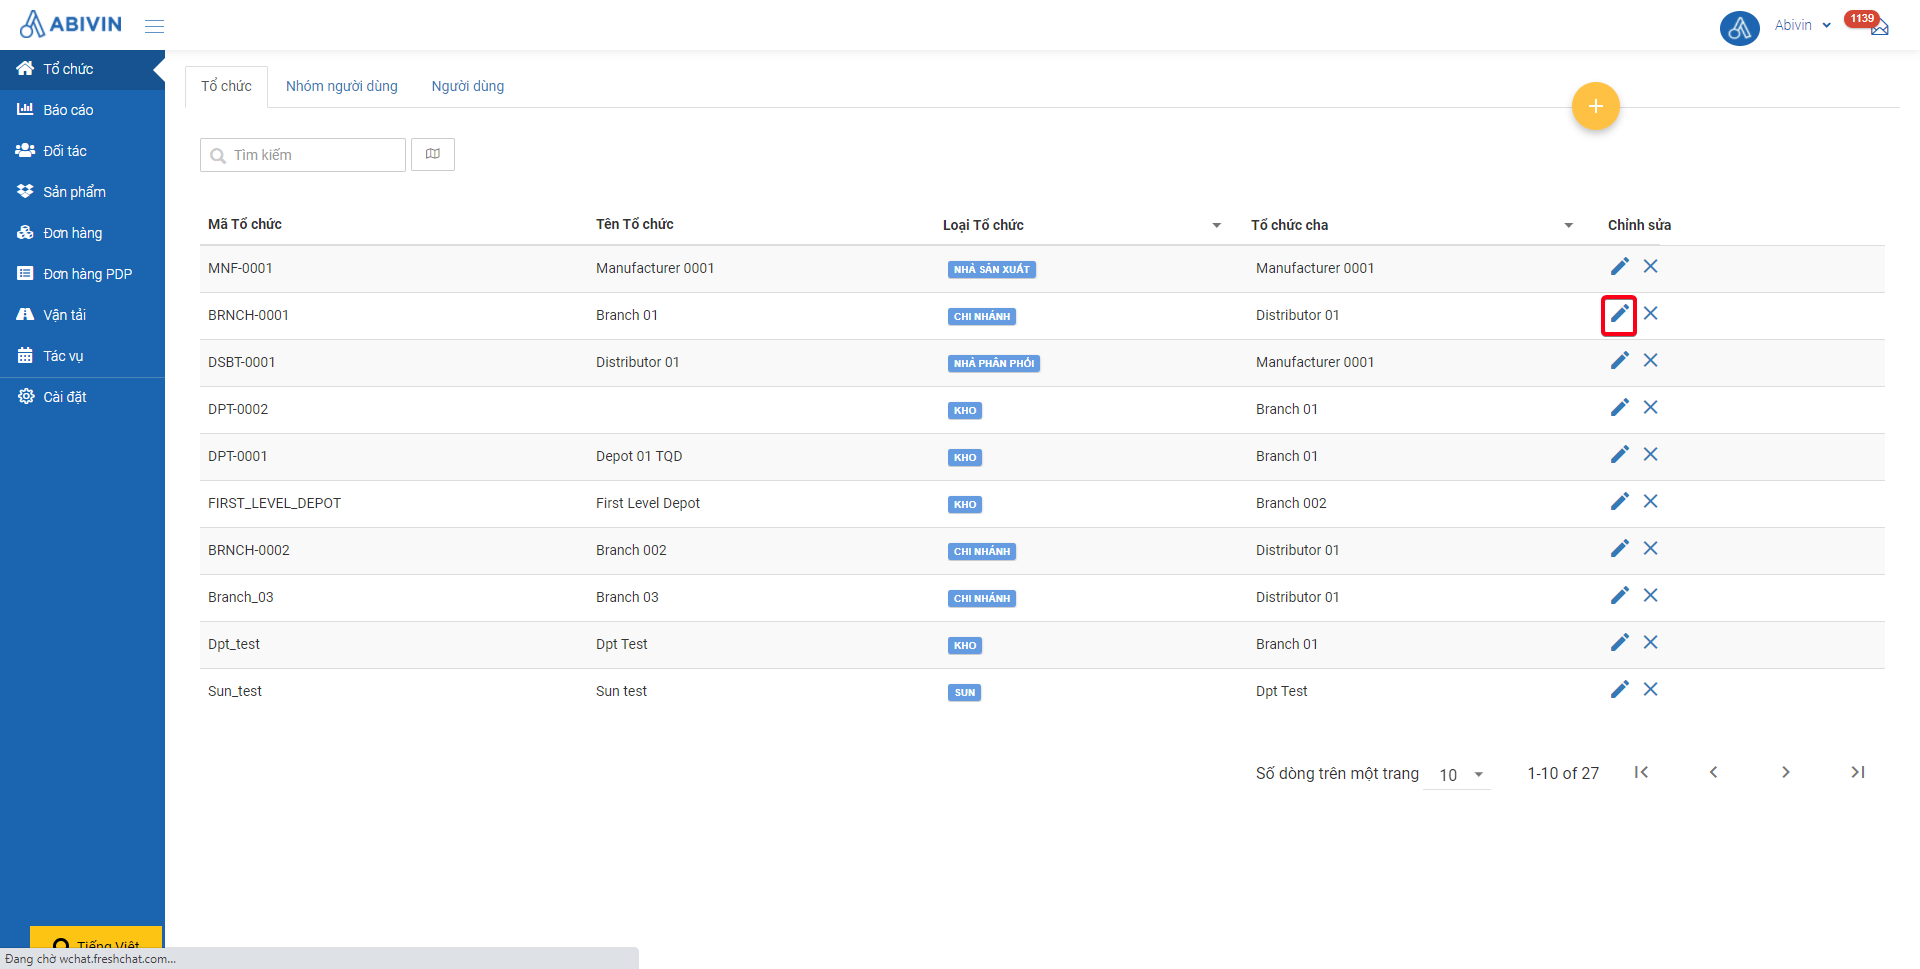 ABIVIN
Abivin
1139
Tổ chức
Báo cáo
Đối tác
Sản phẩm
Đơn hàng
Đơn hàng PDP
Vận tải
Tác vụ
Cài đặt
Tổ chức Nhóm người dùng Người dùng
+
Tìm kiếm
Mã Tổ chức Tên Tổ chức Loại Tổ chức Tổ chức cha Chỉnh sửa
MNF-0001 Manufacturer 0001 NHÀ SẢN XUẤT Manufacturer 0001
BRNCH-0001 Branch 01 CHI NHÁNH Distributor 01
DSBT-0001 Distributor 01 NHÀ PHÂN PHỐI Manufacturer 0001
DPT-0002 KHO Branch 01
DPT-0001 Depot 01 TQD KHO Branch 01
FIRST_LEVEL_DEPOT First Level Depot KHO Branch 002
BRNCH-0002 Branch 002 CHI NHÁNH Distributor 01
Branch_03 Branch 03 CHI NHÁNH Distributor 01
Dpt_test Dpt Test KHO Branch 01
Sun_test Sun test SUN Dpt Test
Số dòng trên một trang 10 1-10 of 27
Tiếng Việt
Đang chờ wchat.freshchat.com...